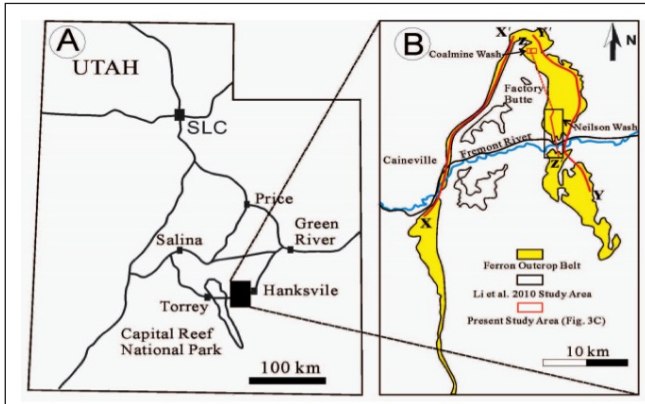 A
UTAH
SLC
Price
Green
River
Salina
Hanksvile
Torrey
Capital Reef
National Park
100 km
B
X'
Y'
Z'
N
Coalmine Wash
Factory
Butte
Neilson Wash
Fremont River
Caineville
Z
X
Y
Ferron Outcrop Belt
Li et al. 2010 Study Area
Present Study Area (Fig. 3C)
10 km